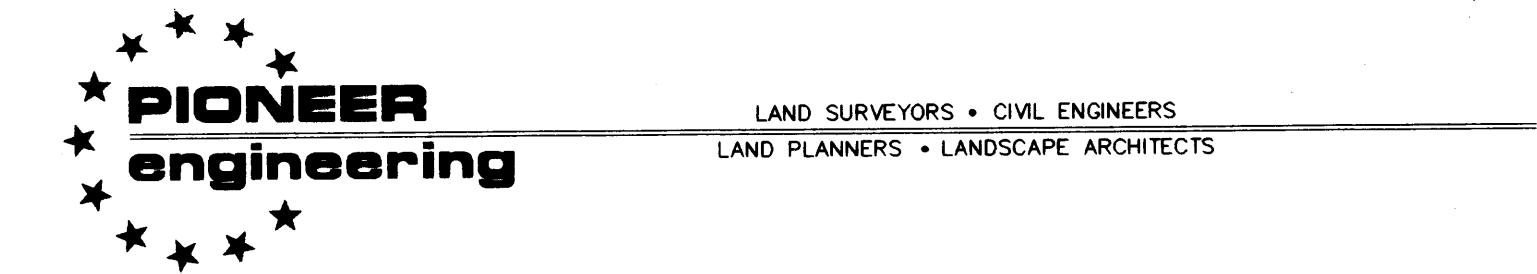 PIONEER
engineering
LAND SURVEYORS • CIVIL ENGINEERS
LAND PLANNERS • LANDSCAPE ARCHITECTS